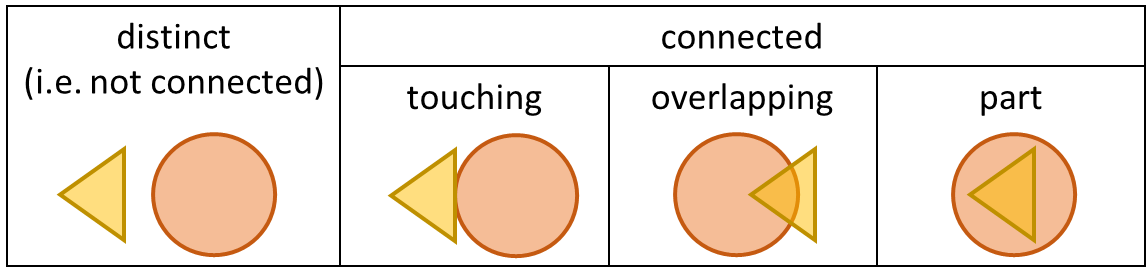 distinct
(i.e. not connected)
connected
touching
overlapping
part